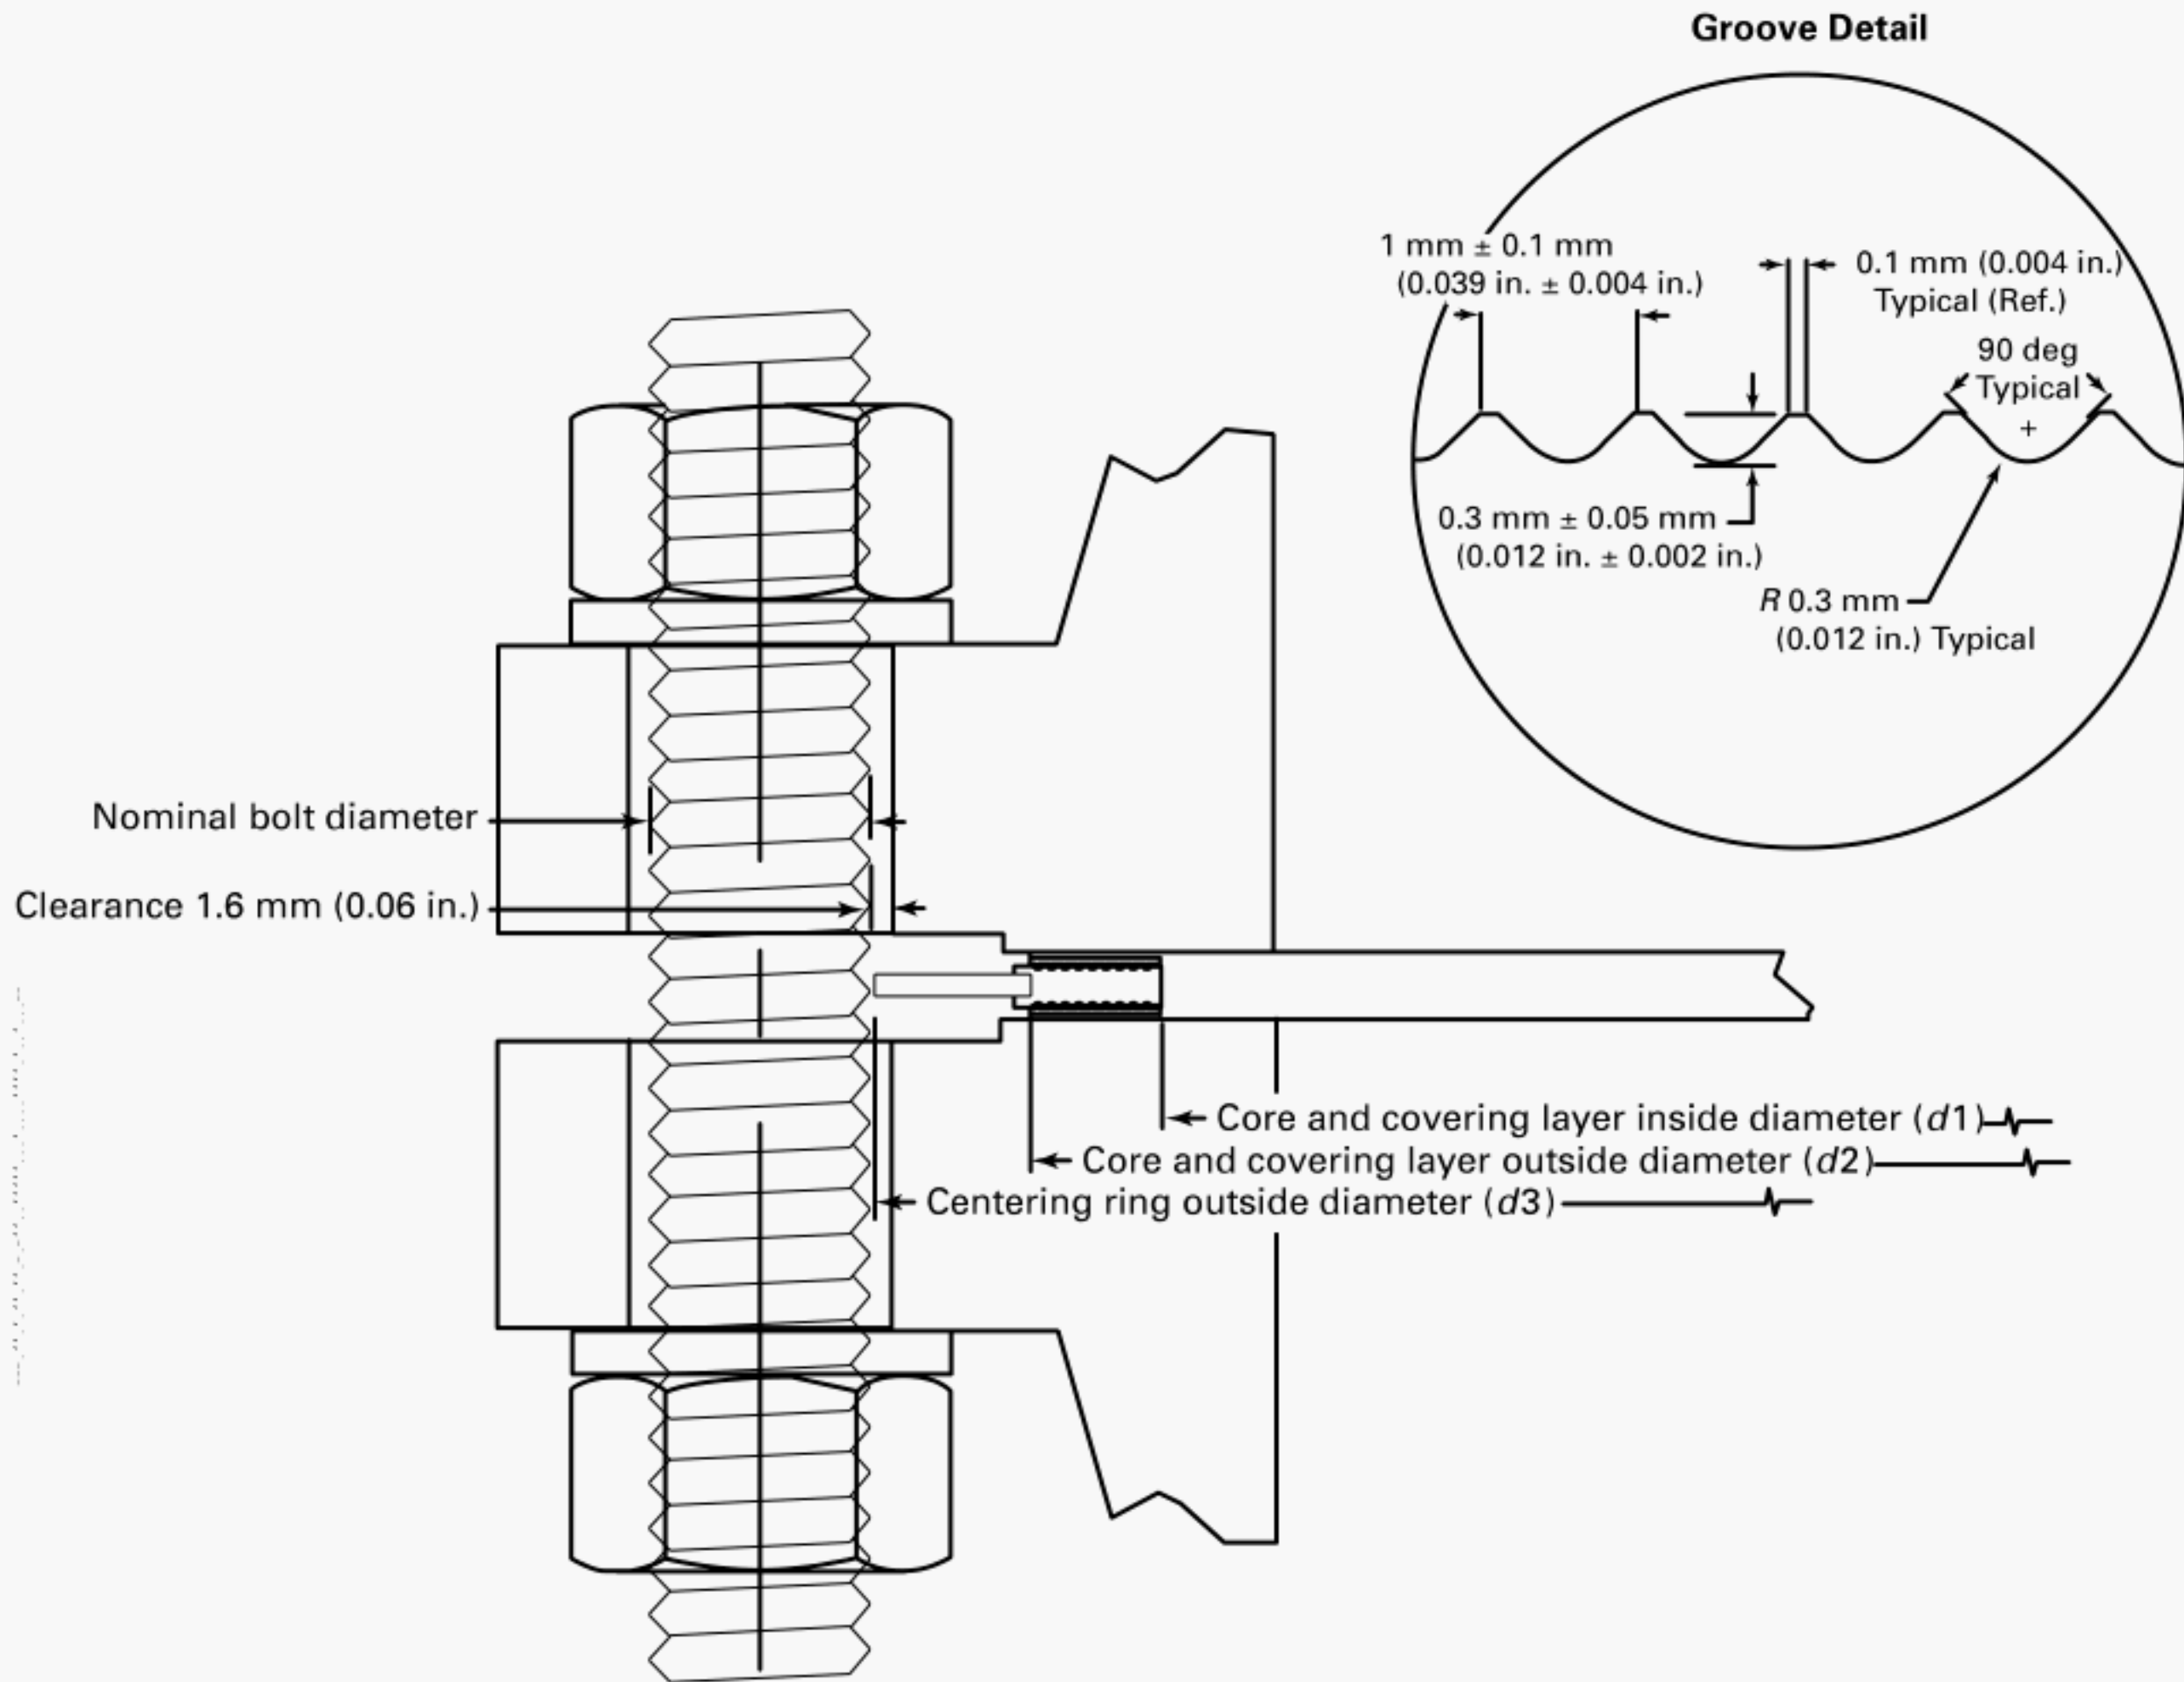 Groove Detail
1 mm ± 0.1 mm
(0.039 in. ± 0.004 in.)
0.1 mm (0.004 in.)
Typical (Ref.)
90 deg
Typical
+
0.3 mm ± 0.05 mm
(0.012 in. ± 0.002 in.)
R 0.3 mm
(0.012 in.) Typical
Nominal bolt diameter
Clearance 1.6 mm (0.06 in.)
Core and covering layer inside diameter (d1)
Core and covering layer outside diameter (d2)
Centering ring outside diameter (d3)